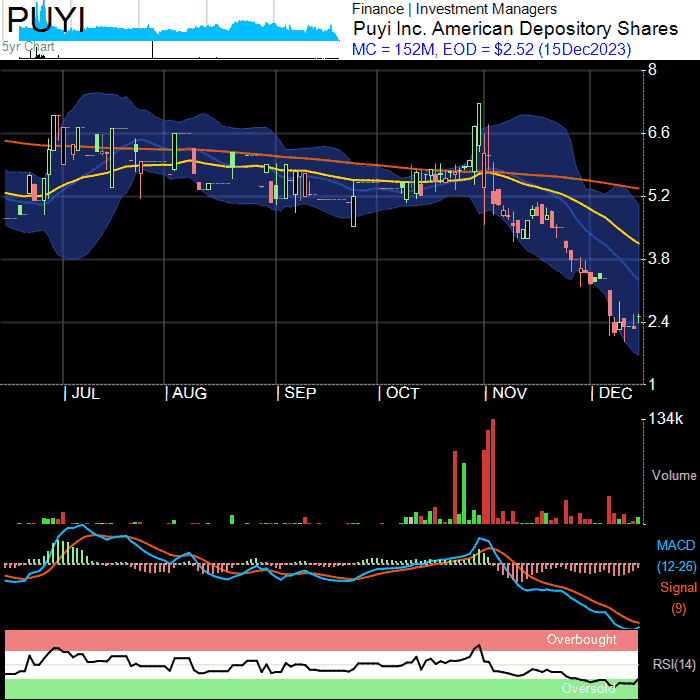 PUYI
5yr Chart
Finance | Investment Managers
Puyi Inc. American Depository Shares
MC = 152M, EOD = $2.52 (15Dec2023)
8
6.6
5.2
3.8
2.4
1
| JUL | AUG | SEP | OCT | NOV | DEC
134k
Volume
MACD
(12-26)
Signal
(9)
Overbought
RSI(14)
Oversold